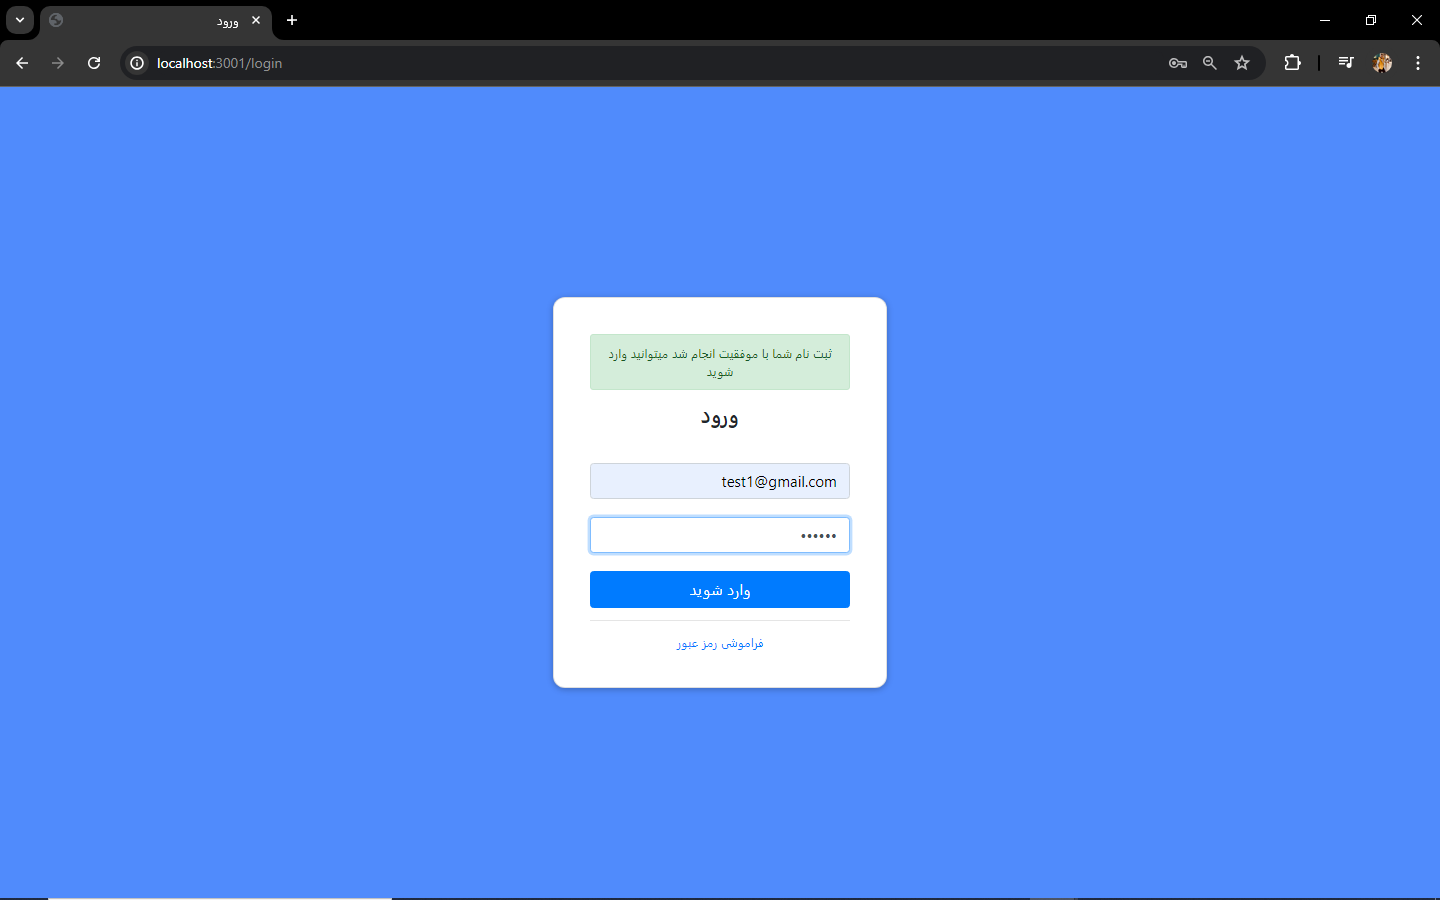 ورود
localhost:3001/login
ثبت نام شما با موفقیت انجام شد میتوانید وارد
شوید
ورود
test1@gmail.com
••••••
وارد شوید
فراموشی رمز عبور